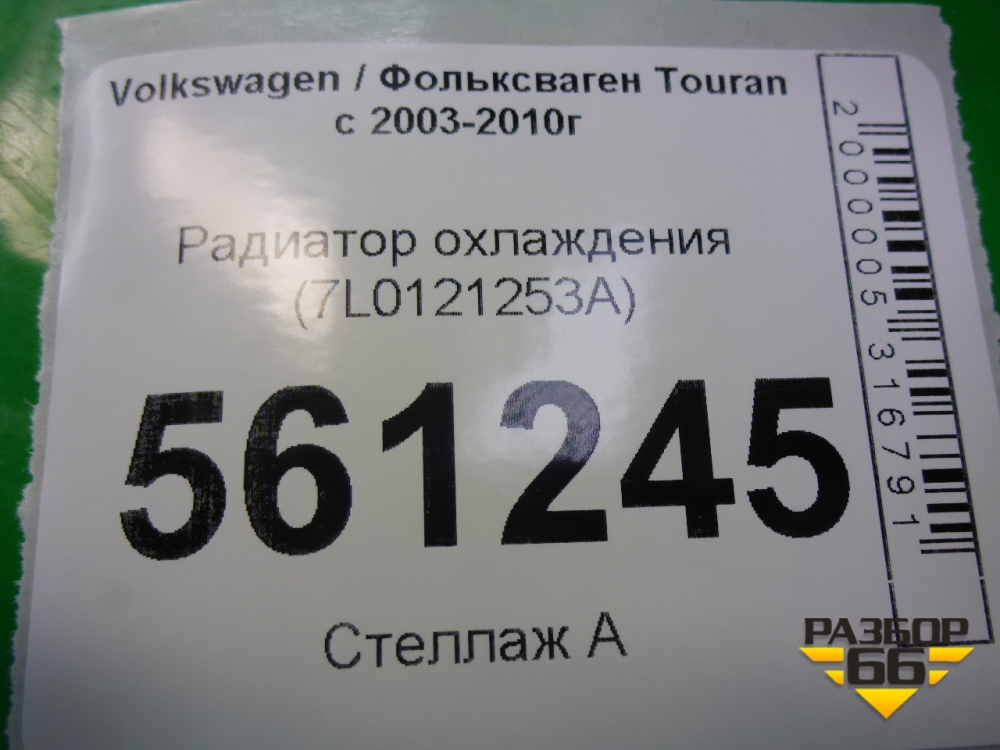 Volkswagen / Фольксваген Touran
с 2003-2010г
Радиатор охлаждения
(7L0121253A)
561245
Стеллаж А
2000005316791
РАЗБОР
66